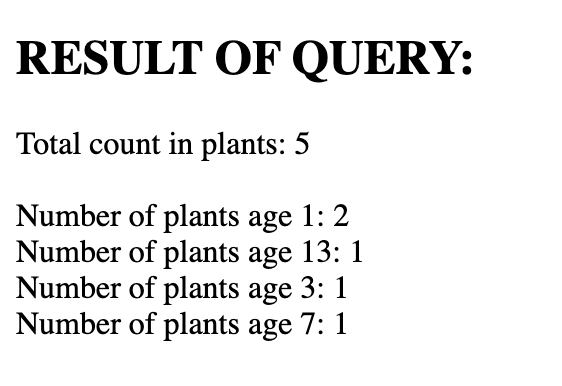 RESULT OF QUERY:
Total count in plants: 5
Number of plants age 1: 2
Number of plants age 13: 1
Number of plants age 3: 1
Number of plants age 7: 1